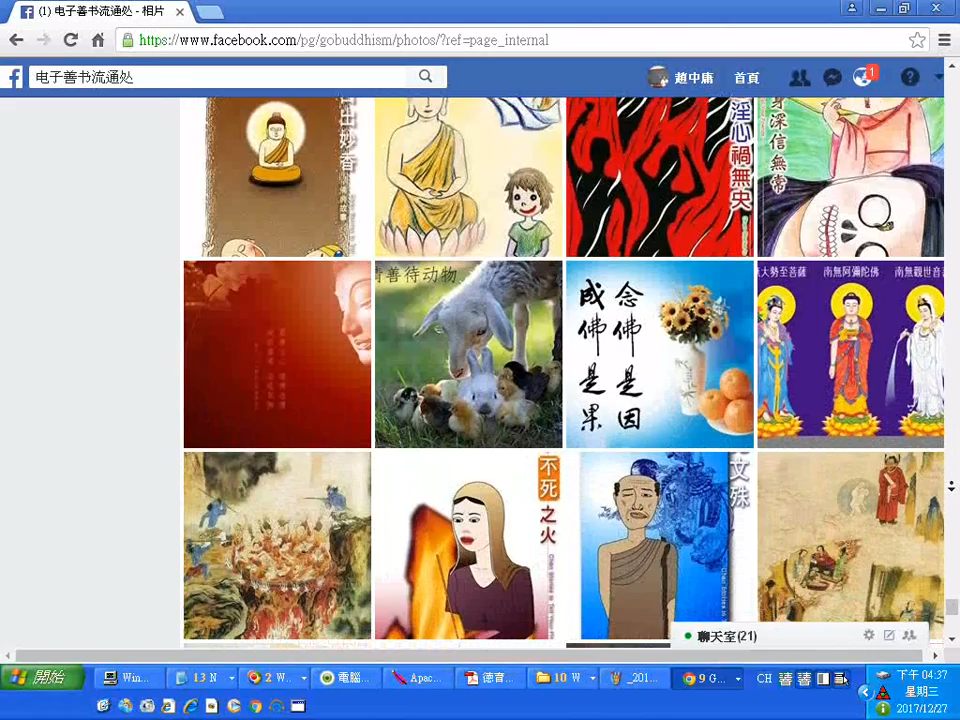 (1) 电子善书流通处 - 相片
https://www.facebook.com/pg/gobuddhism/photos/?ref=page_internal
电子善书流通处
趙中庸
首頁
1
出妙香
淫心禍無央
身深信無常
善待动物
念佛是因
成佛是果
大勢至菩薩
南無阿彌陀佛
南無觀世音
不死之火
文殊
聊天室(21)
開始
Win...
13 N
2 W...
電腦...
Apac...
德育...
10 W
_201...
9 G...
CH
下午 04:37
星期三
2017/12/27